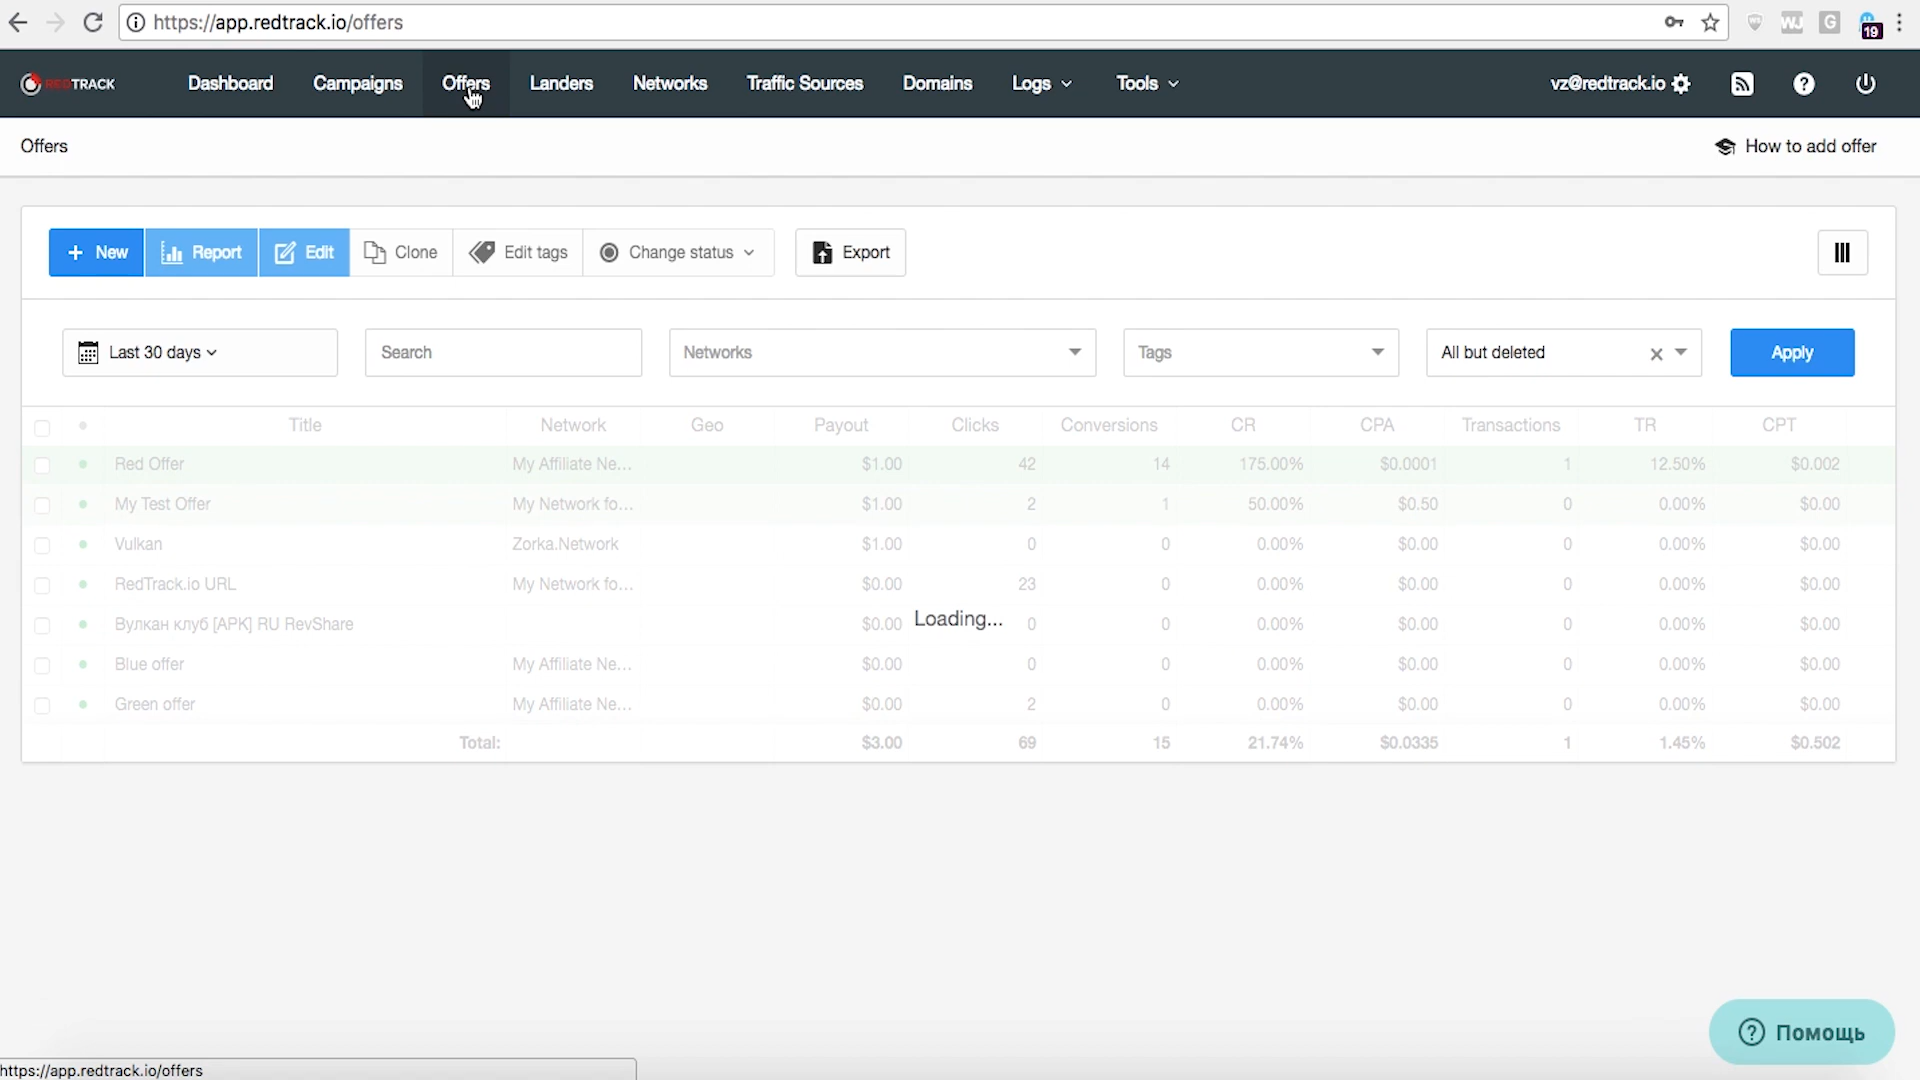 https://app.redtrack.io/offers
19
REDTRACK Dashboard Campaigns Offers Landers Networks Traffic Sources Domains Logs Tools vz@redtrack.io
Offers How to add offer
+ New Report Edit Clone Edit tags Change status Export
Last 30 days Search Networks Tags All but deleted × Apply
Title Network Geo Payout Clicks Conversions CR CPA Transactions TR CPT
Red Offer My Affiliate Ne... $1.00 42 14 175.00% $0.0001 1 12.50% $0.002
My Test Offer My Network fo... $1.00 2 1 50.00% $0.50 0 0.00% $0.00
Vulkan Zorka.Network $1.00 0 0 0.00% $0.00 0 0.00% $0.00
RedTrack.io URL My Network fo... $0.00 23 0 0.00% $0.00 0 0.00% $0.00
Вулкан клуб [APK] RU RevShare $0.00 0 0 0.00% $0.00 0 0.00% $0.00
Loading...
Blue offer My Affiliate Ne... $0.00 0 0 0.00% $0.00 0 0.00% $0.00
Green offer My Affiliate Ne... $0.00 2 0 0.00% $0.00 0 0.00% $0.00
Total: $3.00 69 15 21.74% $0.0335 1 1.45% $0.502
Помощь
https://app.redtrack.io/offers